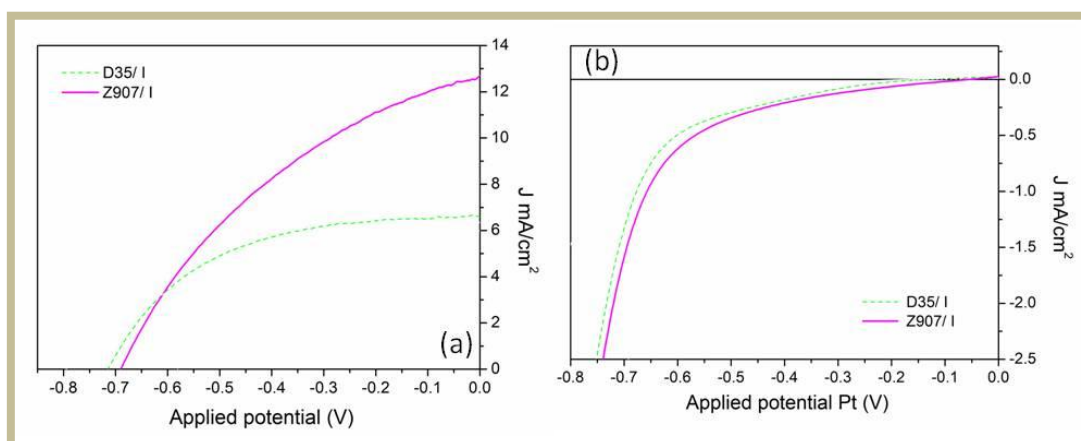 (a)
D35/ I
Z907/ I
14
12
10
8
6
4
2
0
J mA/cm²
-0.8 -0.7 -0.6 -0.5 -0.4 -0.3 -0.2 -0.1 0.0
Applied potential (V)
(a)
(b)
0.0
-0.5
-1.0
-1.5
-2.0
-2.5
J mA/cm²
D35/ I
Z907/ I
-0.8 -0.7 -0.6 -0.5 -0.4 -0.3 -0.2 -0.1 0.0
Applied potential Pt (V)